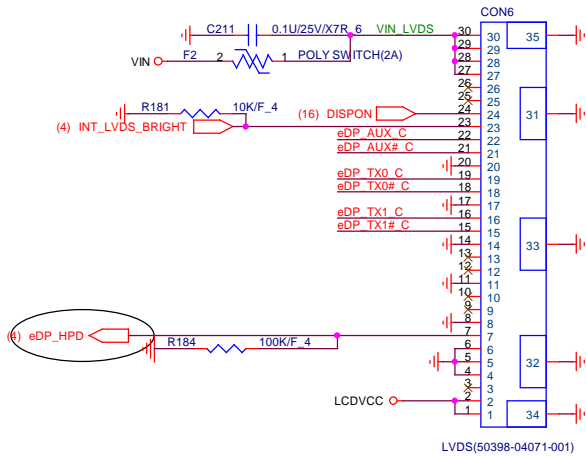 CON6
C211 0.1U/25V/X7R_6 VIN_LVDS 30 30 35
29 29
VIN F2 2 1 POLY SWITCH(2A) 28 28
27 27
26 26
25 25 31
R181 10K/F_4 (16) DISPON 24 24
(4) INT_LVDS_BRIGHT 23 23
eDP_AUX_C 22 22
eDP_AUX#_C 21 21
20 20
eDP_TX0_C 19 19
eDP_TX0#_C 18 18
17 17
eDP_TX1_C 16 16
eDP_TX1#_C 15 15
14 14 33
13 13
12 12
11 11
10 10
9 9
8 8
(4) eDP_HPD 7 7
R184 100K/F_4 6 6
5 5 32
4 4
3 3
LCDVCC 2 2
1 1 34
LVDS(50398-04071-001)